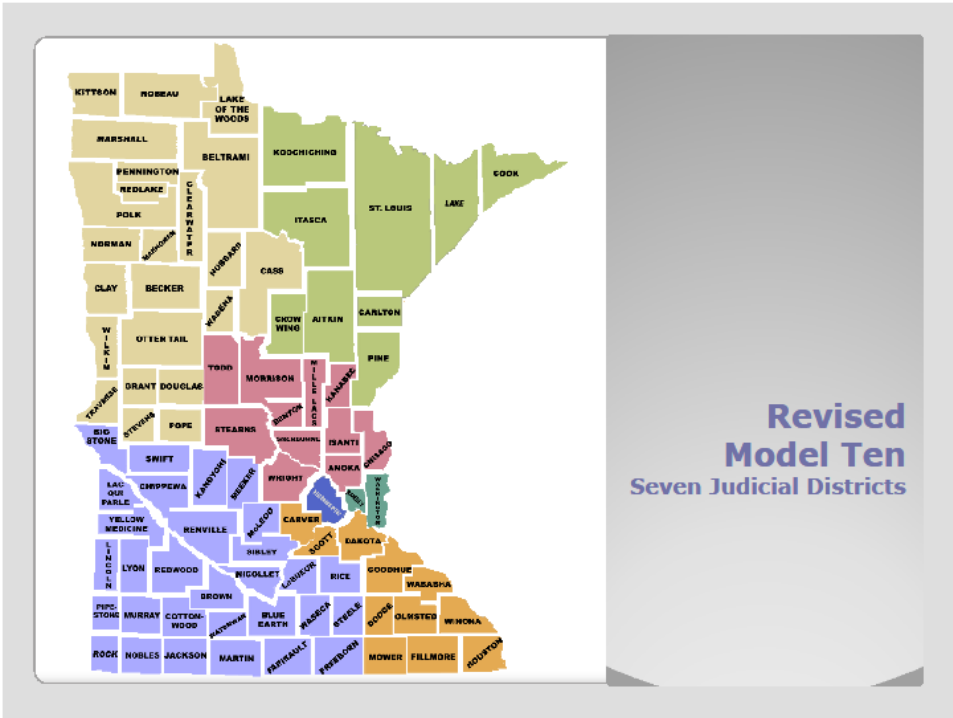 KITTSON
ROSEAU
LAKE
OF THE
WOODS
MARSHALL
BELTRAMI
KOOCHICHING
COOK
PENNINGTON
REDLAKE
CLEARWATER
ST. LOUIS
LAKE
POLK
ITASCA
NORMAN
MAHNOMEN
HUBBARD
CASS
CLAY
BECKER
WADENA
CROW
WING
AITKIN
CARLTON
WILKIN
OTTER TAIL
PINE
TODD
MORRISON
MILLE LACS
KANABEC
GRANT
DOUGLAS
TRAVERSE
BENTON
STEVENS
POPE
STEARNS
BIG
STONE
SHERBURNE
ISANTI
CHISAGO
SWIFT
KANDIYOHI
MEEKER
WRIGHT
ANOKA
LAC
QUI
PARLE
CHIPPEWA
HENNEPIN
RAMSEY
WASHINGTON
YELLOW
MEDICINE
RENVILLE
McLEOD
CARVER
SCOTT
DAKOTA
SIBLEY
LINCOLN
LYON
REDWOOD
NICOLLET
LeSUEUR
RICE
GOODHUE
WABASHA
BROWN
PIPE-
STONE
MURRAY
COTTON-
WOOD
WATONWAN
BLUE
EARTH
WASECA
STEELE
DODGE
OLMSTED
WINONA
ROCK
NOBLES
JACKSON
MARTIN
FARIBAULT
FREEBORN
MOWER
FILLMORE
HOUSTON
Revised
Model Ten
Seven Judicial Districts